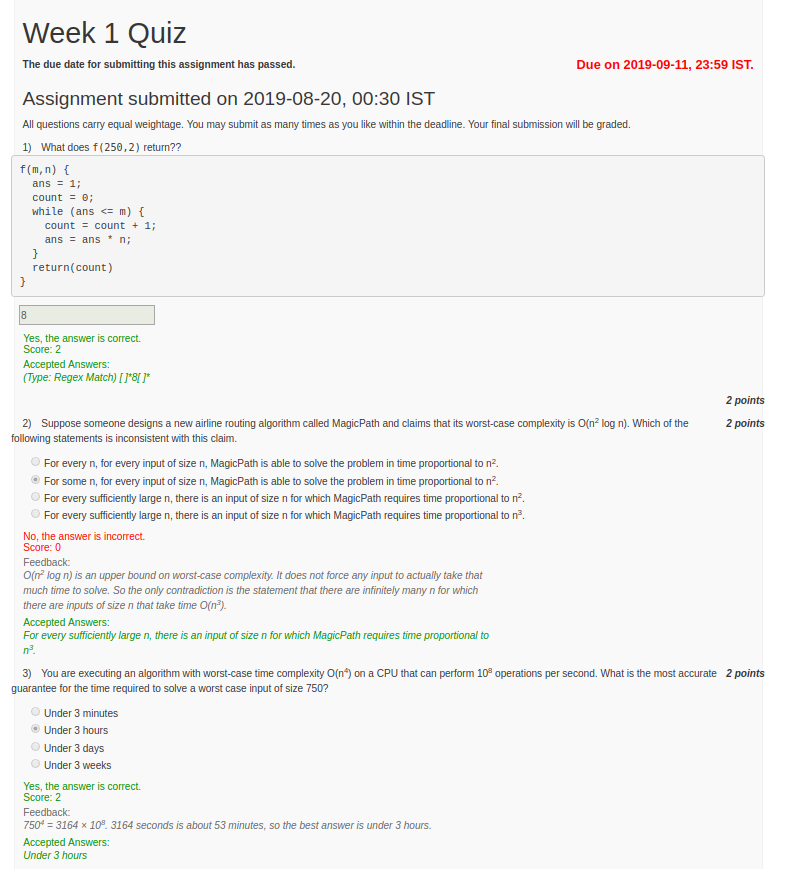 Week 1 Quiz
The due date for submitting this assignment has passed.
Due on 2019-09-11, 23:59 IST.
Assignment submitted on 2019-08-20, 00:30 IST
All questions carry equal weightage. You may submit as many times as you like within the deadline. Your final submission will be graded.
1) What does f(250,2) return??
f(m,n) {
ans = 1;
count = 0;
while (ans <= m) {
count = count + 1;
ans = ans * n;
}
return(count)
}
8
Yes, the answer is correct.
Score: 2
Accepted Answers:
(Type: Regex Match) [ ]*8[ ]*
2 points
2) Suppose someone designs a new airline routing algorithm called MagicPath and claims that its worst-case complexity is O(n² log n). Which of the 2 points
following statements is inconsistent with this claim.
For every n, for every input of size n, MagicPath is able to solve the problem in time proportional to n².
For some n, for every input of size n, MagicPath is able to solve the problem in time proportional to n².
For every sufficiently large n, there is an input of size n for which MagicPath requires time proportional to n².
For every sufficiently large n, there is an input of size n for which MagicPath requires time proportional to n³.
No, the answer is incorrect.
Score: 0
Feedback:
O(n² log n) is an upper bound on worst-case complexity. It does not force any input to actually take that
much time to solve. So the only contradiction is the statement that there are infinitely many n for which
there are inputs of size n that take time O(n³).
Accepted Answers:
For every sufficiently large n, there is an input of size n for which MagicPath requires time proportional to
n³.
3) You are executing an algorithm with worst-case time complexity O(n⁴) on a CPU that can perform 10⁸ operations per second. What is the most accurate 2 points
guarantee for the time required to solve a worst case input of size 750?
Under 3 minutes
Under 3 hours
Under 3 days
Under 3 weeks
Yes, the answer is correct.
Score: 2
Feedback:
750⁴ = 3164 × 10⁸. 3164 seconds is about 53 minutes, so the best answer is under 3 hours.
Accepted Answers:
Under 3 hours